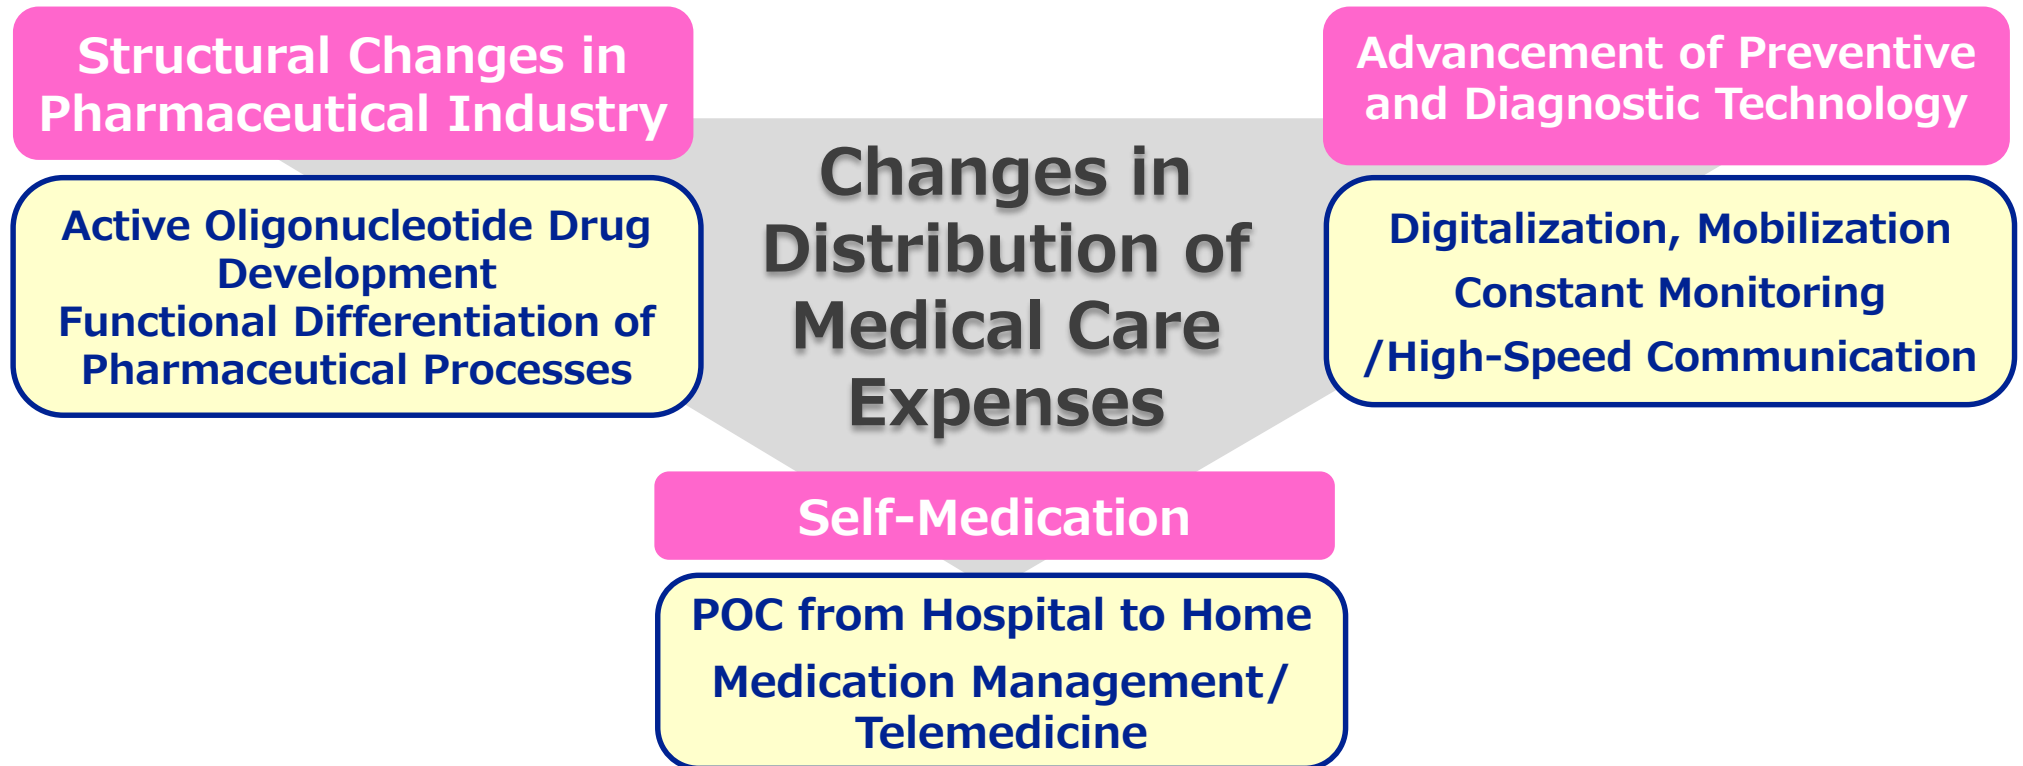 Structural Changes in
Pharmaceutical Industry
Active Oligonucleotide Drug
Development
Functional Differentiation of
Pharmaceutical Processes
Changes in
Distribution of
Medical Care
Expenses
Advancement of Preventive
and Diagnostic Technology
Digitalization, Mobilization
Constant Monitoring
/High-Speed Communication
Self-Medication
POC from Hospital to Home
Medication Management/
Telemedicine